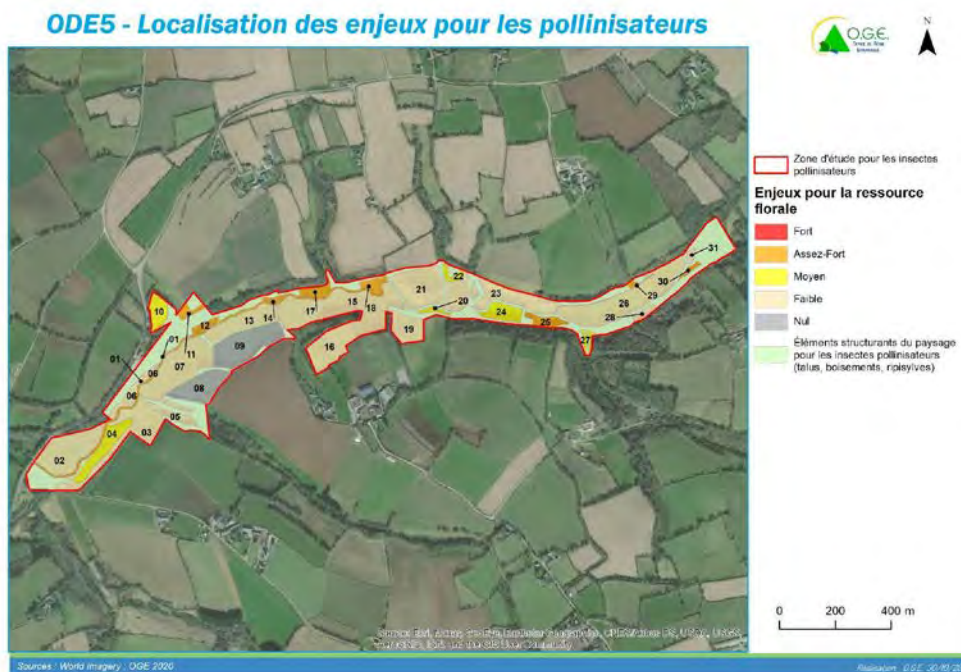 ODE5 - Localisation des enjeux pour les pollinisateurs
O.G.E.
N
Zone d'étude pour les insectes
pollinisateurs
Enjeux pour la ressource
florale
Fort
Assez-Fort
Moyen
Faible
Nul
Éléments structurants du paysage
pour les insectes pollinisateurs
(talus, boisements, ripisylves)
31
30
29
28
26
27
25
24
23
22
21
20
19
18
17
16
15
14
13
12
11
10
09
08
07
01
01
06
06
05
04
03
02
0 200 400 m
Sources : World Imagery ; OGE 2020